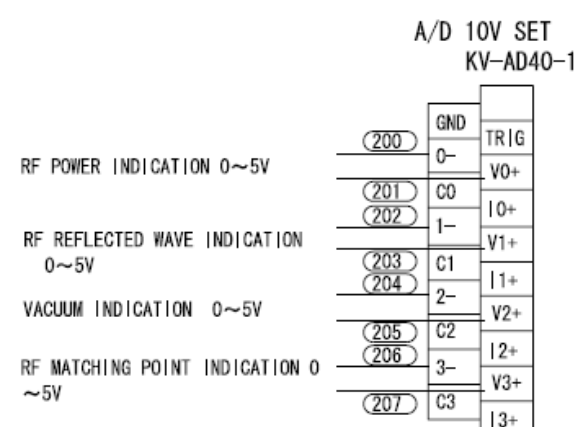 A/D 10V SET
KV-AD40-1
GND
TRIG
200
0-
RF POWER INDICATION 0~5V
V0+
201
C0
I0+
202
1-
RF REFLECTED WAVE INDICATION
V1+
0~5V
203
C1
I1+
204
2-
VACUUM INDICATION 0~5V
V2+
205
C2
I2+
206
3-
RF MATCHING POINT INDICATION 0
V3+
~5V
207
C3
I3+